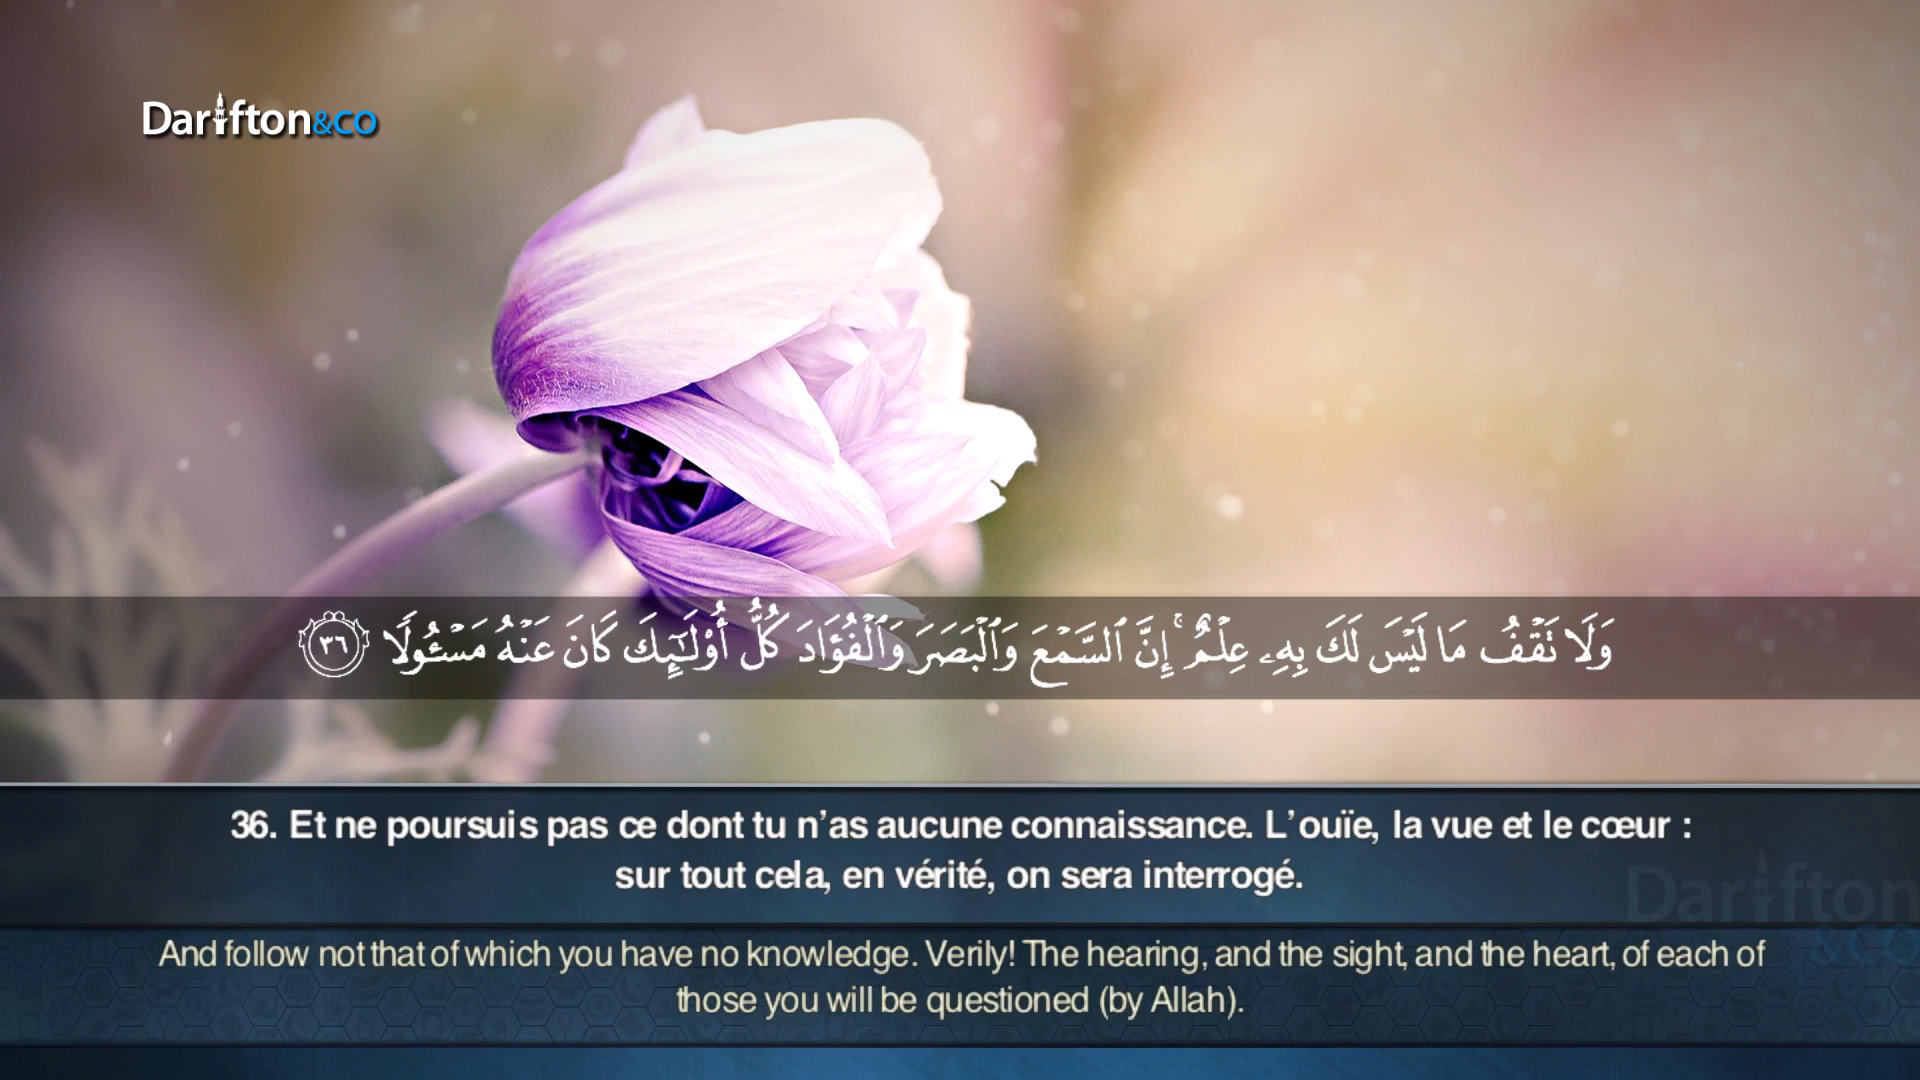 Darifton&co
وَلَا تَقْفُ مَا لَيْسَ لَكَ بِهِۦ عِلْمٌ ۚ إِنَّ ٱلسَّمْعَ وَٱلْبَصَرَ وَٱلْفُؤَادَ كُلُّ أُو۟لَـٰٓئِكَ كَانَ عَنْهُ مَسْـُٔولًا ٣٦
36. Et ne poursuis pas ce dont tu n’as aucune connaissance. L’ouïe, la vue et le cœur :
sur tout cela, en vérité, on sera interrogé.
Darifton
&co
And follow not that of which you have no knowledge. Verily! The hearing, and the sight, and the heart, of each of
those you will be questioned (by Allah).